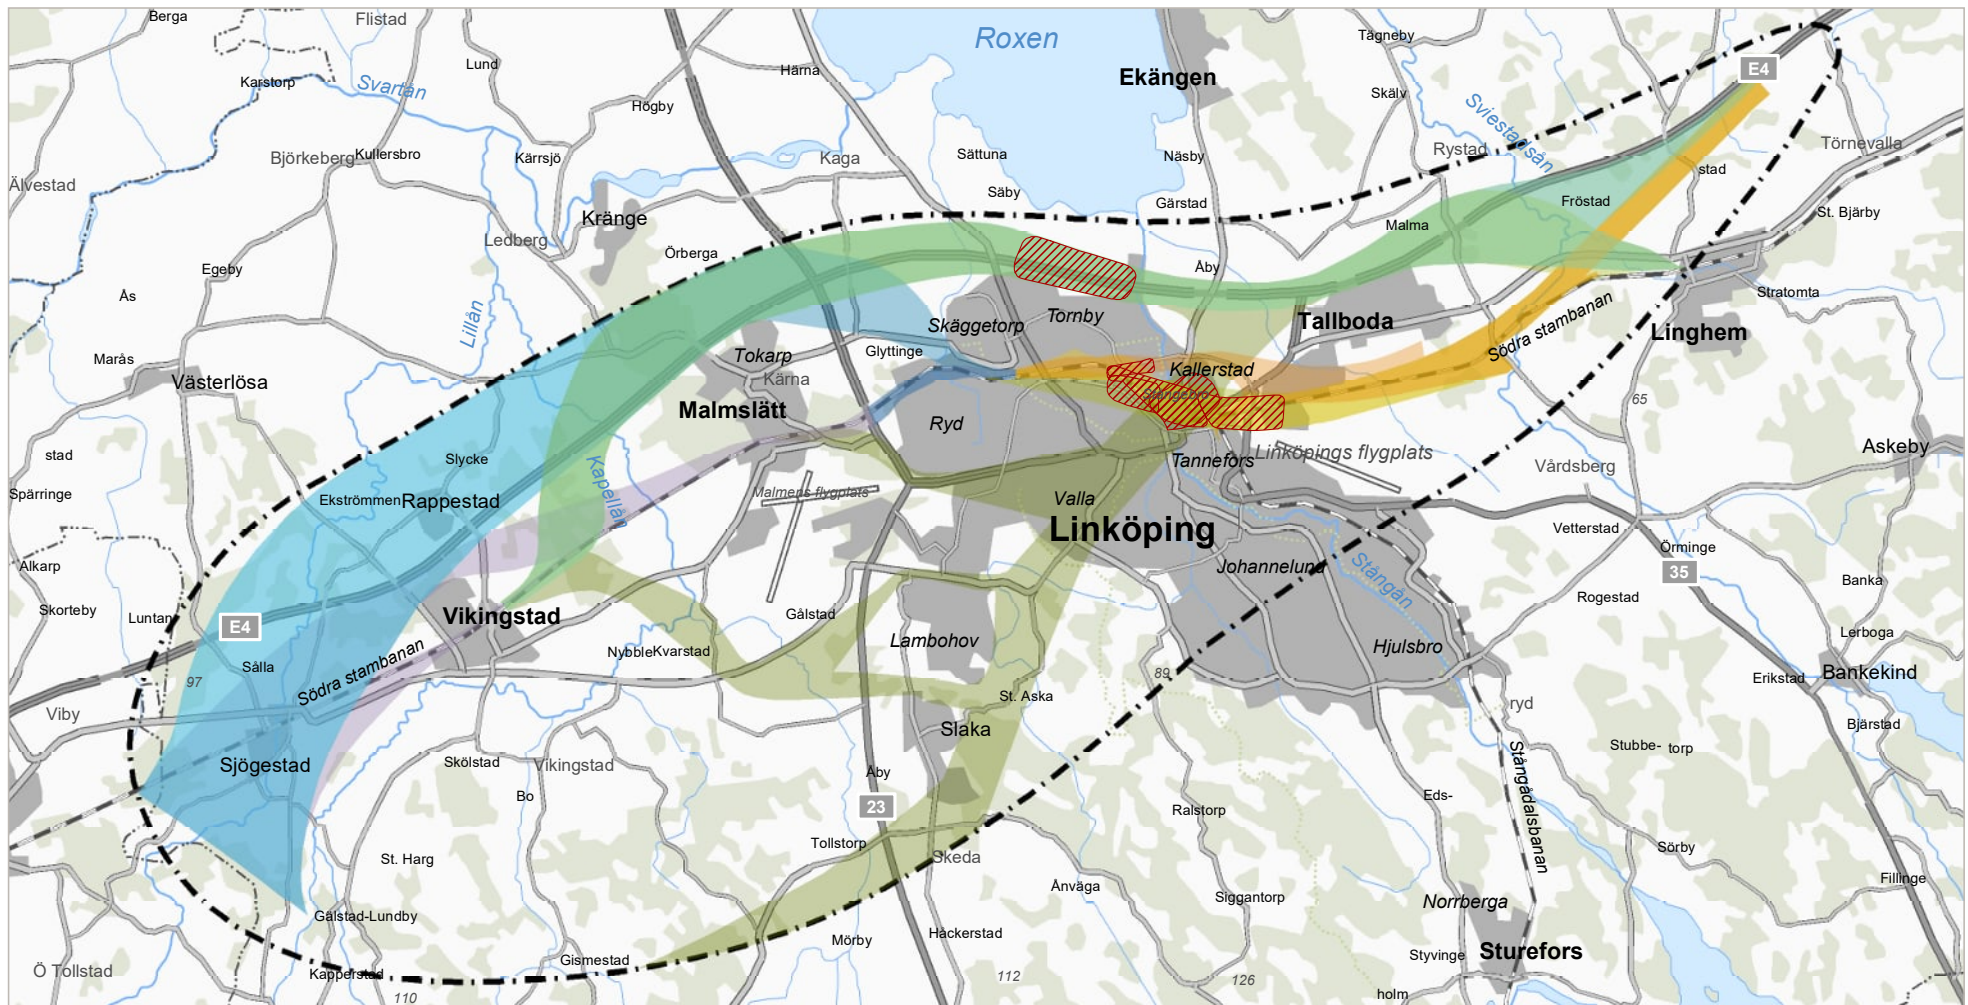 Berga
Flistad
Roxen
Tagneby
Lund
Härna
Ekängen
E4
Karstorp
Svartån
Högby
Skälv
Sviestadsån
Björkeberg
Kullersbro
Kärrsjö
Kaga
Sättuna
Näsby
Rystad
Törnevalla
Älvestad
Säby
Gärstad
stad
Fröstad
Kränge
Malma
St. Bjärby
Ledberg
Örberga
Egeby
Åby
Ås
Lillån
Stratomta
Skäggetorp
Tornby
Tallboda
Linghem
Södra stambanan
Marås
Västerlösa
Tokarp
Glyttinge
Kärna
Kallerstad
Malmslätt
65
Ryd
stad
Slycke
Tannefors
Linköpings flygplats
Askeby
Spärringe
Ekströmmen
Rappestad
Kapellån
Malmens flygplats
Valla
Vårdsberg
Linköping
Vetterstad
Alkarp
Johannelund
Stångån
Örminge
35
Banka
Skorteby
Luntan
E4
Vikingstad
Gålstad
Rogestad
Lambohov
Hjulsbro
Lerboga
Nybble
Kvarstad
Sålla
Södra stambanan
97
89
Bankekind
Erikstad
Viby
St. Aska
ryd
Slaka
Bjärstad
Stubbe-
torp
Sjögestad
Skölstad
Vikingstad
Åby
Stångådalsbanan
Bo
23
Eds-
Ralstorp
Tollstorp
St. Harg
Skeda
Sörby
Ånväga
Siggantorp
Fillinge
Gälstad-Lundby
Norrberga
Häckerstad
Mörby
Gismestad
Styvinge
Sturefors
Ö Tollstad
Kapperstad
112
126
110
holm